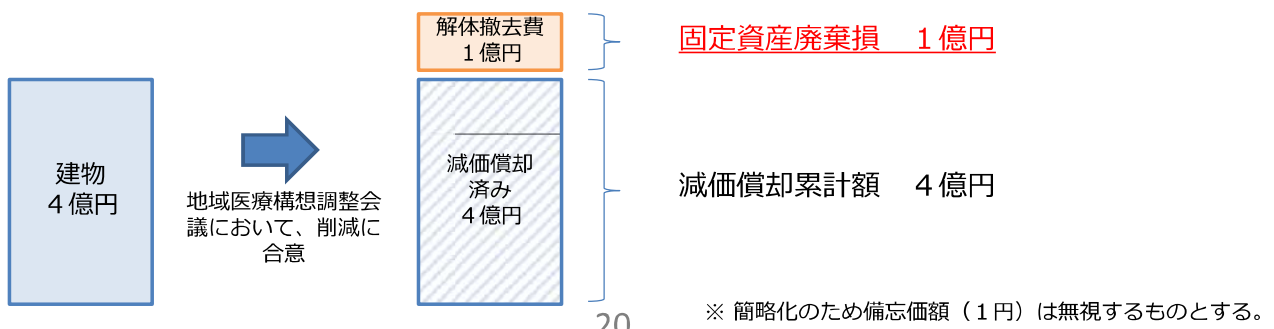 解体撤去費
１億円
固定資産廃棄損　１億円
建物
４億円
地域医療構想調整会
議において、削減に
合意
減価償却
済み
４億円
減価償却累計額　４億円
※ 簡略化のため備忘価額（１円）は無視するものとする。
20